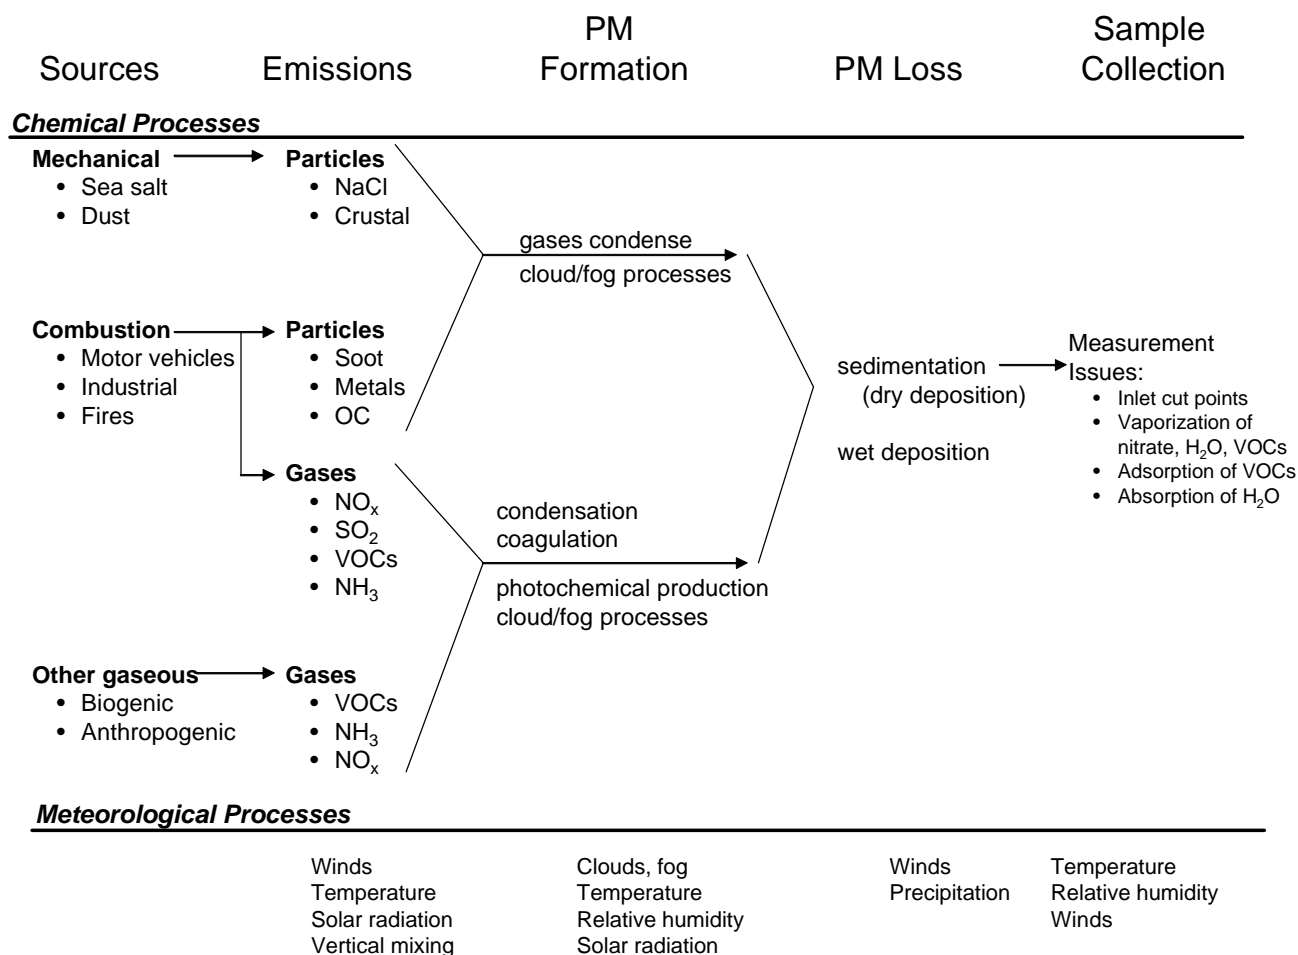 PM
Sample
Sources
Emissions
Formation
PM Loss
Collection
Chemical Processes
Mechanical
• Sea salt
• Dust
Particles
• NaCl
• Crustal
gases condense
cloud/fog processes
Combustion
• Motor vehicles
• Industrial
• Fires
Particles
• Soot
• Metals
• OC
Gases
• NOx
• SO2
• VOCs
• NH3
condensation
coagulation
photochemical production
cloud/fog processes
sedimentation
(dry deposition)
wet deposition
Measurement
Issues:
• Inlet cut points
• Vaporization of
nitrate, H2O, VOCs
• Adsorption of VOCs
• Absorption of H2O
Other gaseous
• Biogenic
• Anthropogenic
Gases
• VOCs
• NH3
• NOx
Meteorological Processes
Winds
Temperature
Solar radiation
Vertical mixing
Clouds, fog
Temperature
Relative humidity
Solar radiation
Winds
Precipitation
Temperature
Relative humidity
Winds